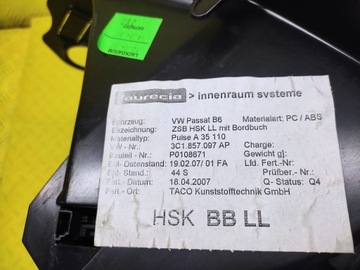 faurecia > innenraum systeme
Fahrzeug: VW Passat B6 Materialart: PC / ABS
Bezeichnung: ZSB HSK LL mit Bordbuch
Materialtyp: Pulse A 35 110
VW - Nr.: 3C1.857.097 AP Charge:
Bauteil - Nr.: P0108671 Gewicht g]:
Ent- Datenstand: 19.02.07/ 01 FA Lfd. Fert.-Nr:
Ent- Stand: 44 S Prüfber.- Nr.:
Fert.- Datum: 18.04.2007 Q- Status: Q4
Fert.- Ort: TACO Kunststofftechnik GmbH
HSK BB LL